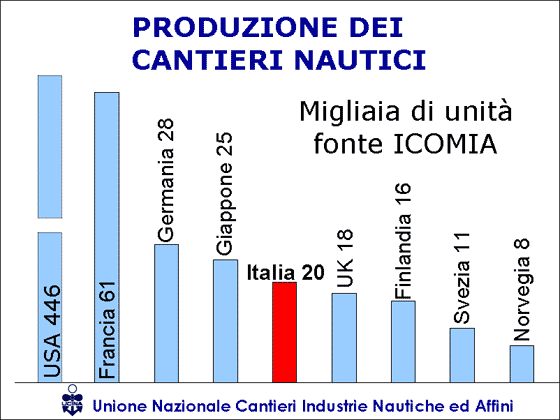 PRODUZIONE DEI
CANTIERI NAUTICI
Migliaia di unità
fonte ICOMIA
USA 446
Francia 61
Germania 28
Giappone 25
Italia 20
UK 18
Finlandia 16
Svezia 11
Norvegia 8
UCINA
Unione Nazionale Cantieri Industrie Nautiche ed Affini